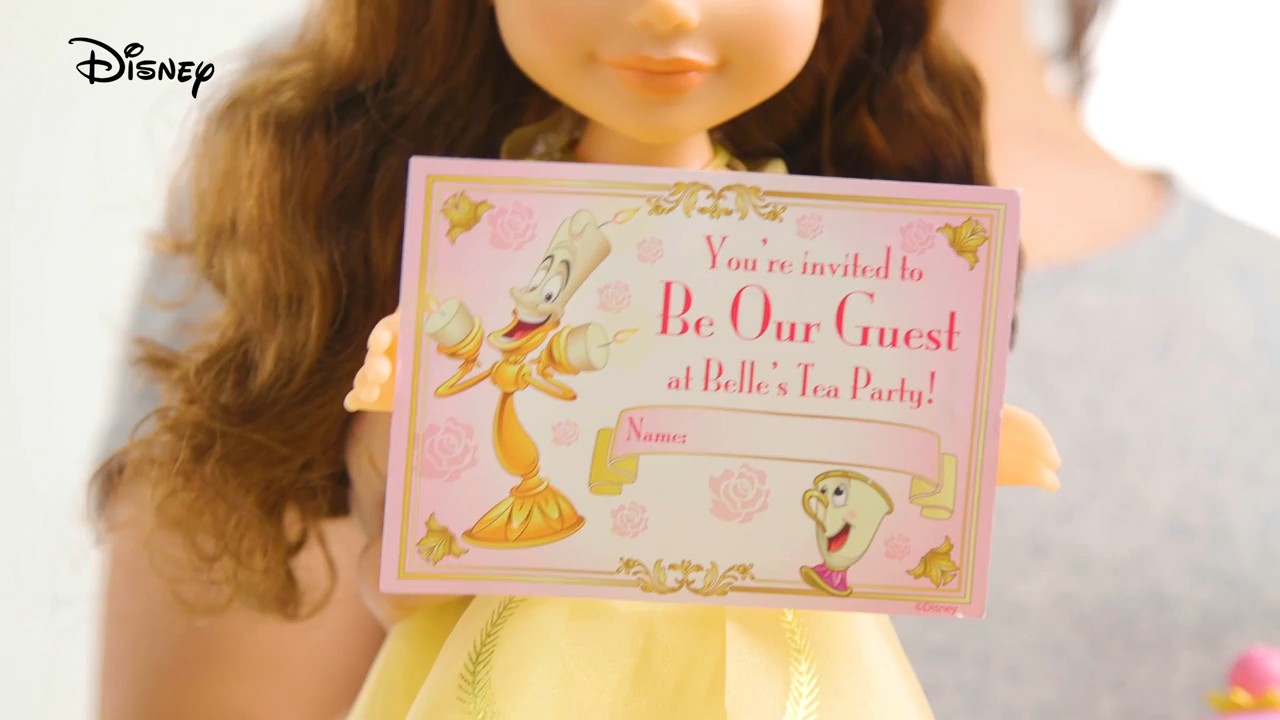 Disney
You're invited to
Be Our Guest
at Belle's Tea Party!
Name:
©Disney